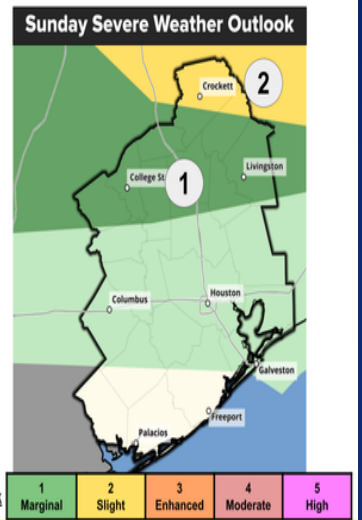 Sunday Severe Weather Outlook
Crockett
2
Livingston
College St
1
Columbus
Houston
Galveston
Freeport
Palacios
1 2 3 4 5
Marginal Slight Enhanced Moderate High